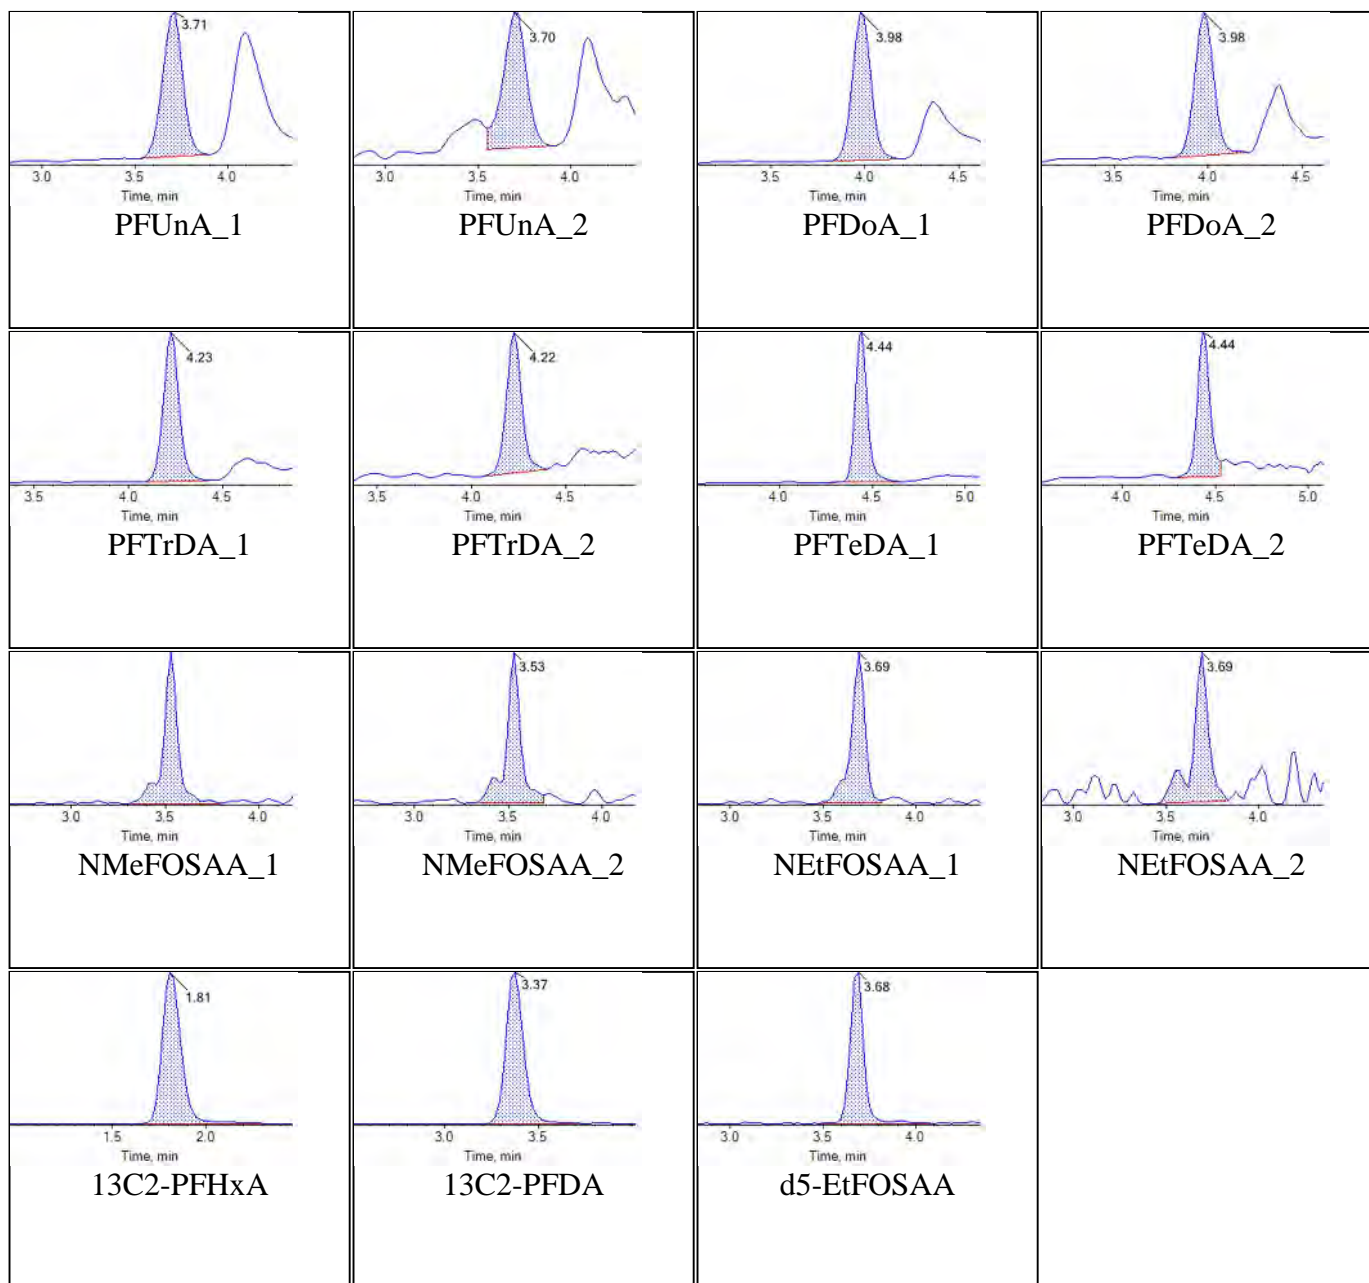 3.71
3.0 3.5 4.0
Time, min
PFUnA_1
3.70
3.0 3.5 4.0
Time, min
PFUnA_2
3.98
3.5 4.0 4.5
Time, min
PFDoA_1
3.98
3.5 4.0 4.5
Time, min
PFDoA_2
4.23
3.5 4.0 4.5
Time, min
PFTrDA_1
4.22
3.5 4.0 4.5
Time, min
PFTrDA_2
4.44
4.0 4.5 5.0
Time, min
PFTeDA_1
4.44
4.0 4.5 5.0
Time, min
PFTeDA_2
3.0 3.5 4.0
Time, min
NMeFOSAA_1
3.53
3.0 3.5 4.0
Time, min
NMeFOSAA_2
3.69
3.0 3.5 4.0
Time, min
NEtFOSAA_1
3.69
3.0 3.5 4.0
Time, min
NEtFOSAA_2
1.81
1.5 2.0
Time, min
13C2-PFHxA
3.37
3.0 3.5
Time, min
13C2-PFDA
3.68
3.0 3.5 4.0
Time, min
d5-EtFOSAA